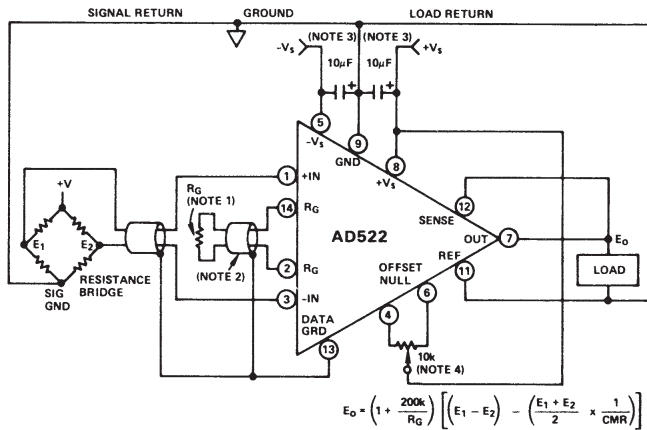 SIGNAL RETURN
GROUND
LOAD RETURN
(NOTE 3)
(NOTE 3)
–Vs
+Vs
10μF
+
10μF
+
5
–Vs
9
GND
8
+Vs
1
+IN
12
SENSE
+V
RG
(NOTE 1)
14
RG
E1
E2
AD522
OUT
7
Eo
(NOTE 2)
2
RG
REF
11
LOAD
RESISTANCE
BRIDGE
OFFSET
NULL
6
SIG
GND
3
–IN
4
DATA
GRD
13
10k
(NOTE 4)
Eo = (1 + 200k/RG) [(E1 – E2) – (E1 + E2/2 x 1/CMR)]